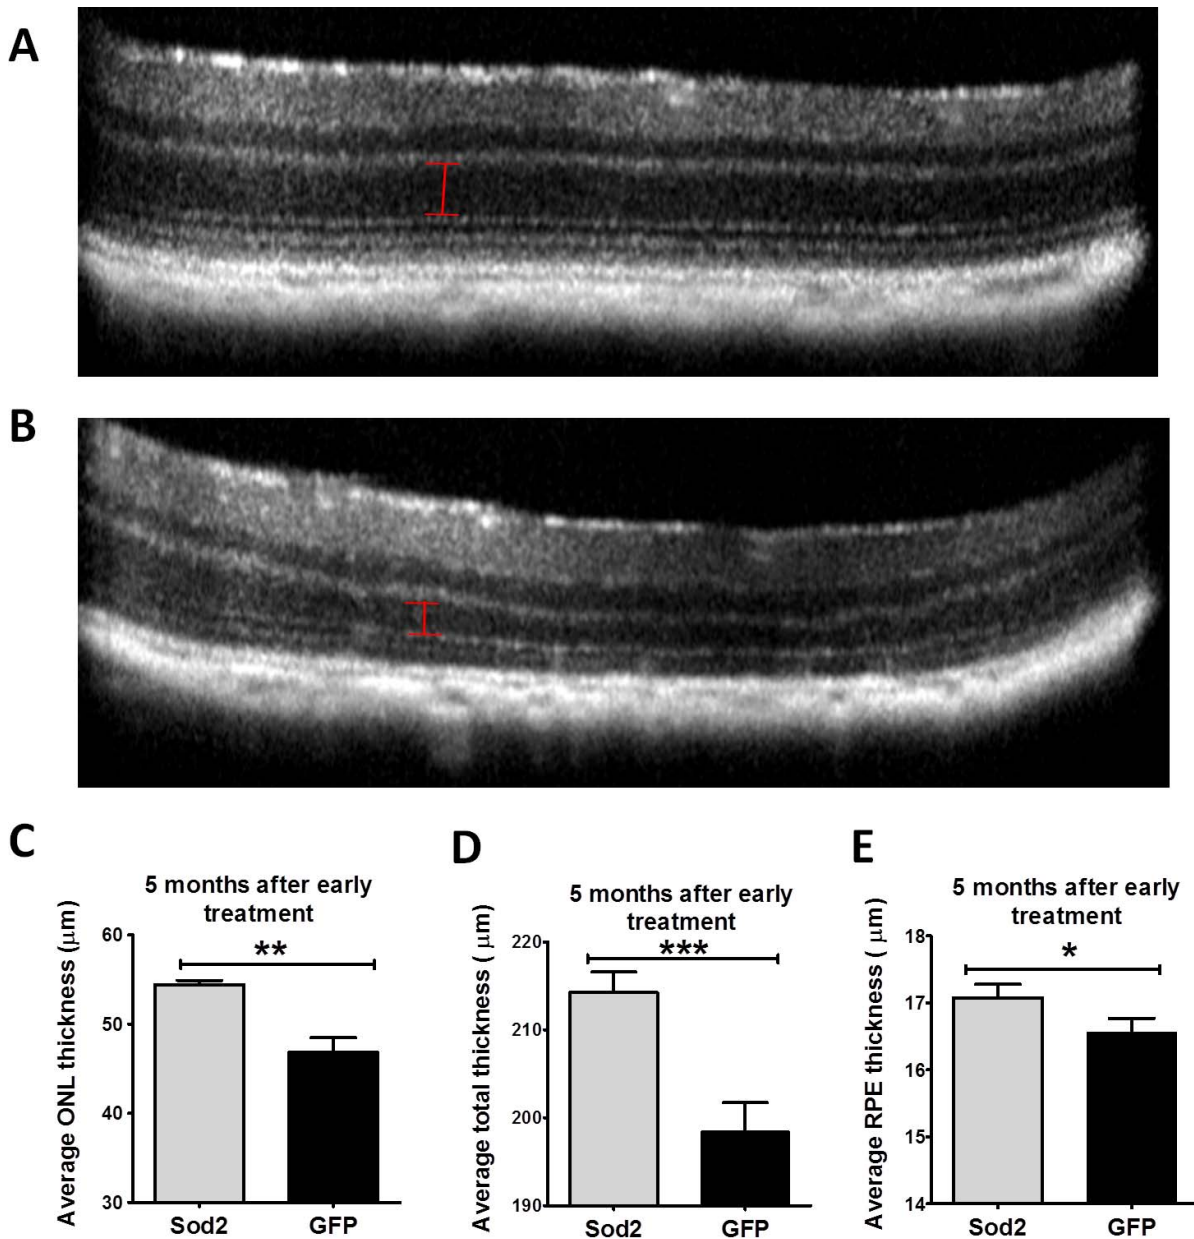 A
B
C
5 months after early
treatment
**
Average ONL thickness (μm)
60
50
40
30
Sod2
GFP
D
5 months after early
treatment
***
Average total thickness ( μm)
220
210
200
190
Sod2
GFP
E
5 months after early
treatment
*
Average RPE thickness ( μm)
18
17
16
15
14
Sod2
GFP